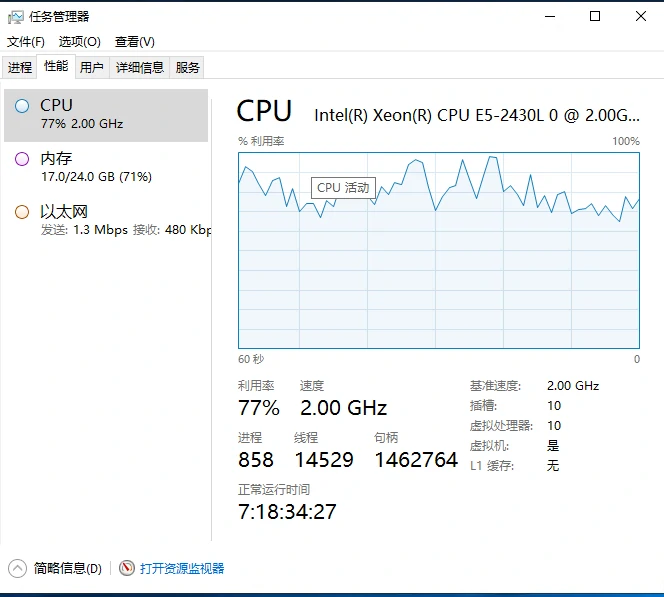 任务管理器
文件(F) 选项(O) 查看(V)
进程 性能 用户 详细信息 服务
CPU
77% 2.00 GHz
内存
17.0/24.0 GB (71%)
以太网
发送: 1.3 Mbps 接收: 480 Kbp
CPU Intel(R) Xeon(R) CPU E5-2430L 0 @ 2.00G...
% 利用率 100%
CPU 活动
60 秒 0
利用率 速度
77% 2.00 GHz
进程 线程 句柄
858 14529 1462764
正常运行时间
7:18:34:27
基准速度: 2.00 GHz
插槽: 10
虚拟处理器: 10
虚拟机: 是
L1 缓存: 无
简略信息(D) 打开资源监视器